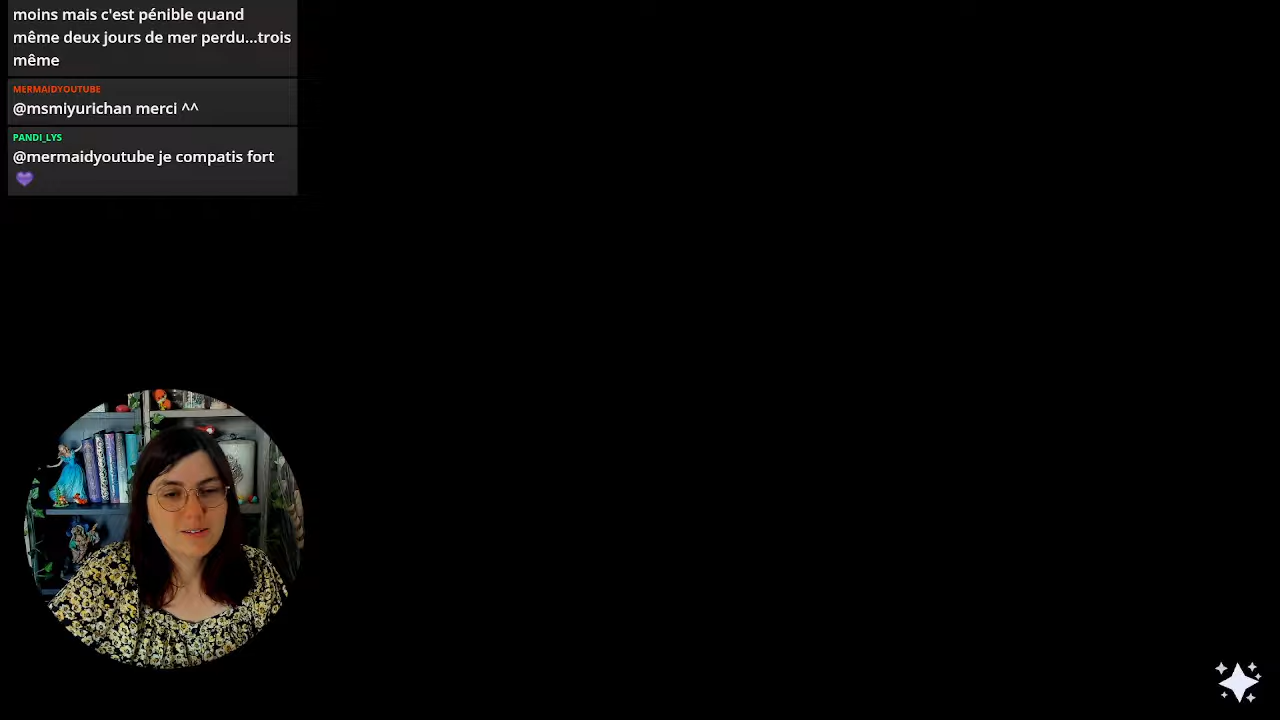 moins mais c'est pénible quand
même deux jours de mer perdu...trois
même
MERMAIDYOUTUBE
@msmiyurichan merci ^^
PANDI_LYS
@mermaidyoutube je compatis fort
💜